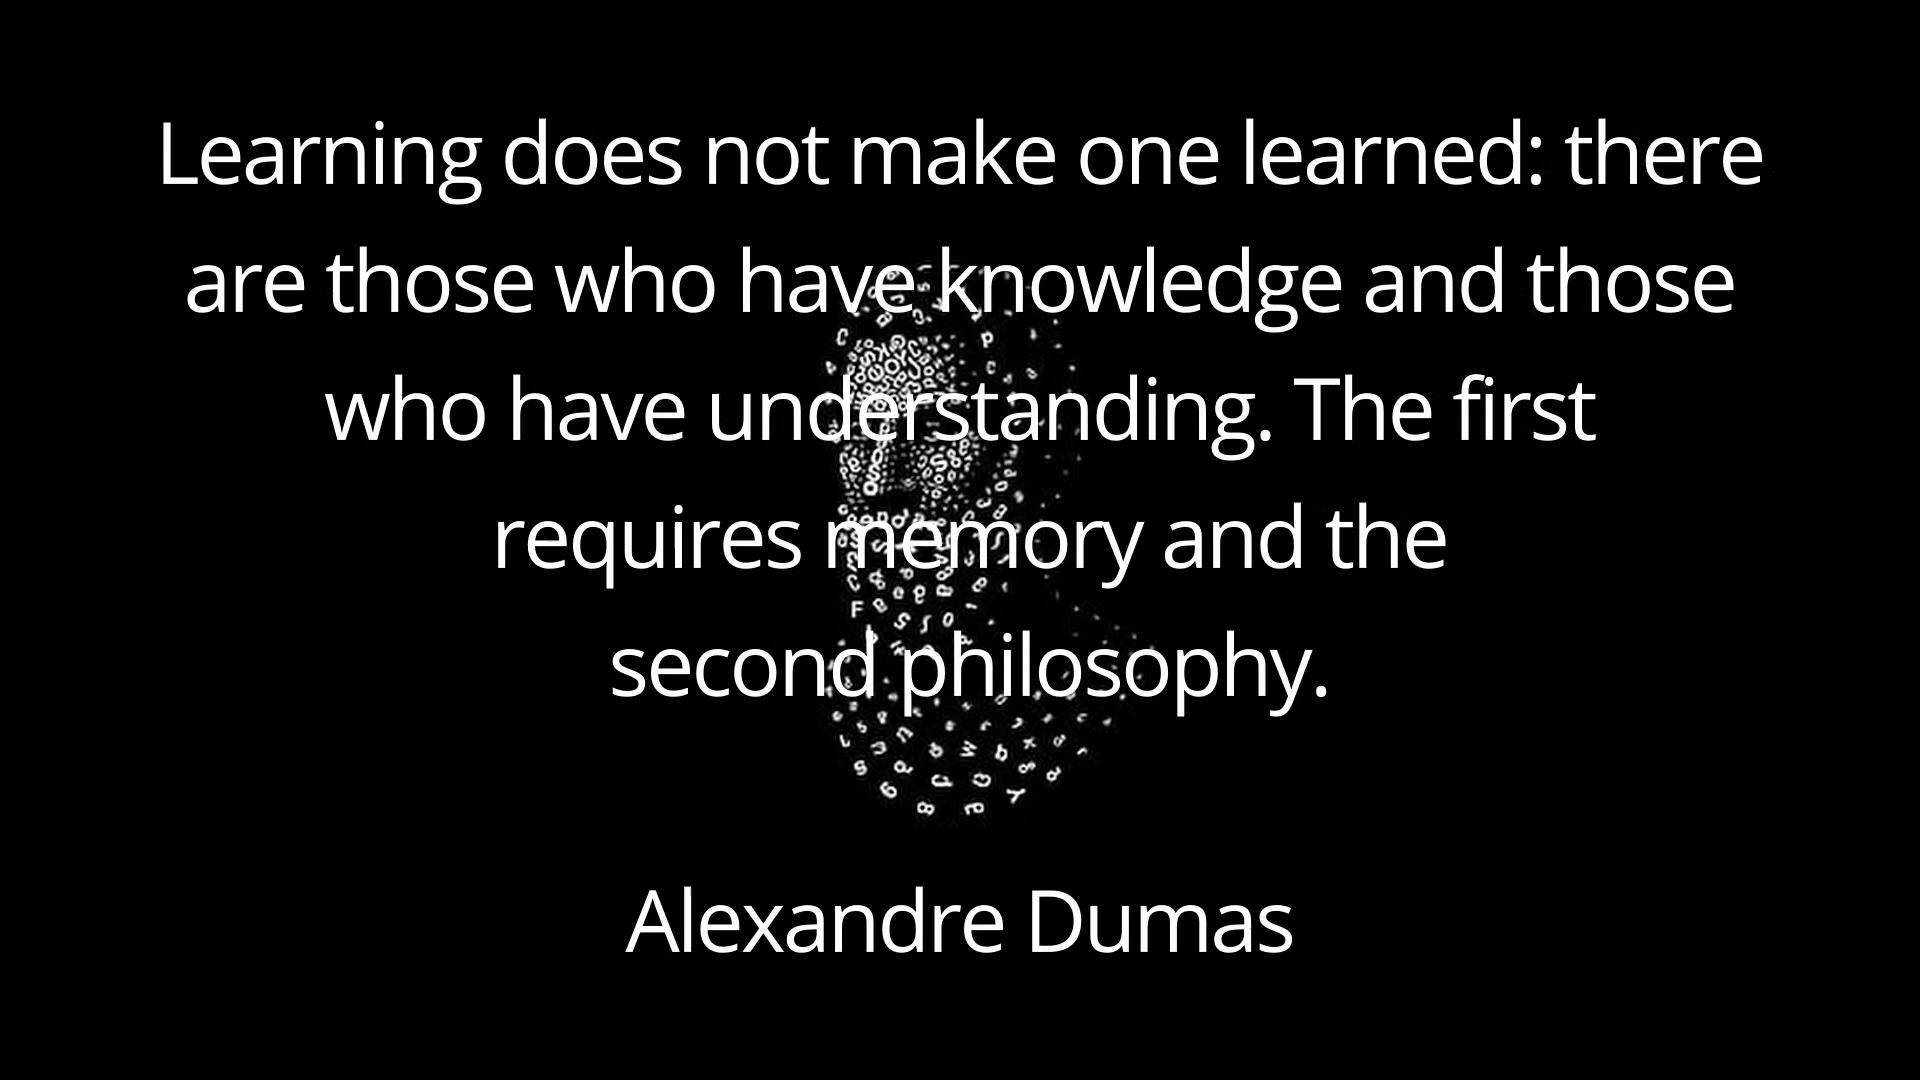 Learning does not make one learned: there
are those who have knowledge and those
who have understanding. The first
requires memory and the
second philosophy.
Alexandre Dumas